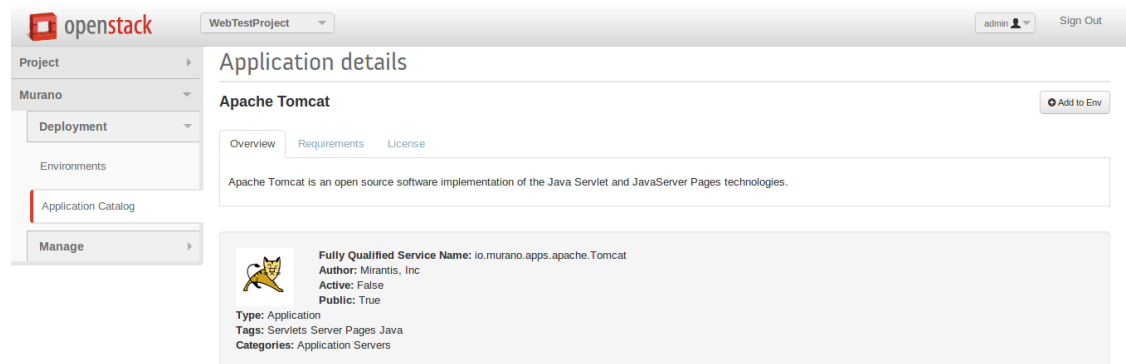 openstack
WebTestProject
admin
Sign Out
Project
Murano
Deployment
Environments
Application Catalog
Manage
Application details
Apache Tomcat
Add to Env
Overview Requirements License
Apache Tomcat is an open source software implementation of the Java Servlet and JavaServer Pages technologies.
Fully Qualified Service Name: io.murano.apps.apache.Tomcat
Author: Mirantis, Inc
Active: False
Public: True
Type: Application
Tags: Servlets Server Pages Java
Categories: Application Servers